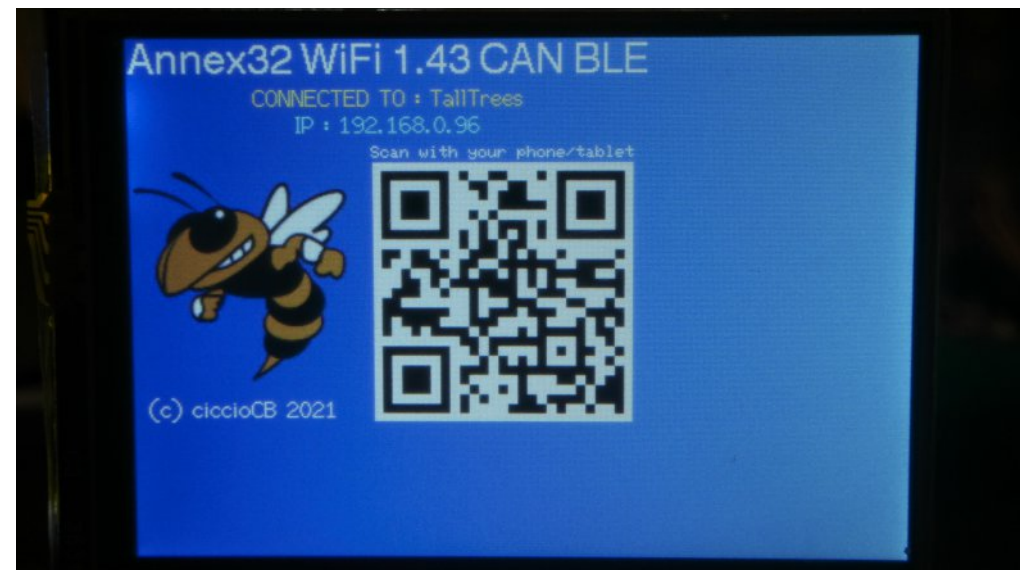 Annex32 WiFi 1.43 CAN BLE
CONNECTED TO : TallTrees
IP : 192.168.0.96
Scan with your phone/tablet
(c) ciccioCB 2021